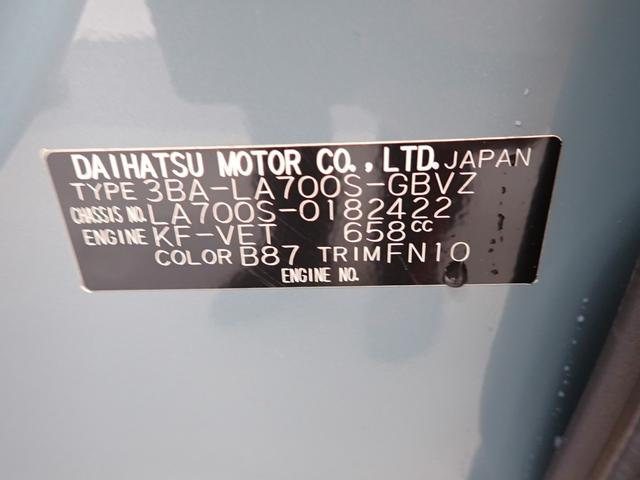 DAIHATSU MOTOR CO., LTD. JAPAN
TYPE 3BA-LA700S-GBVZ
CHASSIS NO. LA700S-0182422
ENGINE KF-VET 658cc
COLOR B87 TRIM FN10
ENGINE NO.